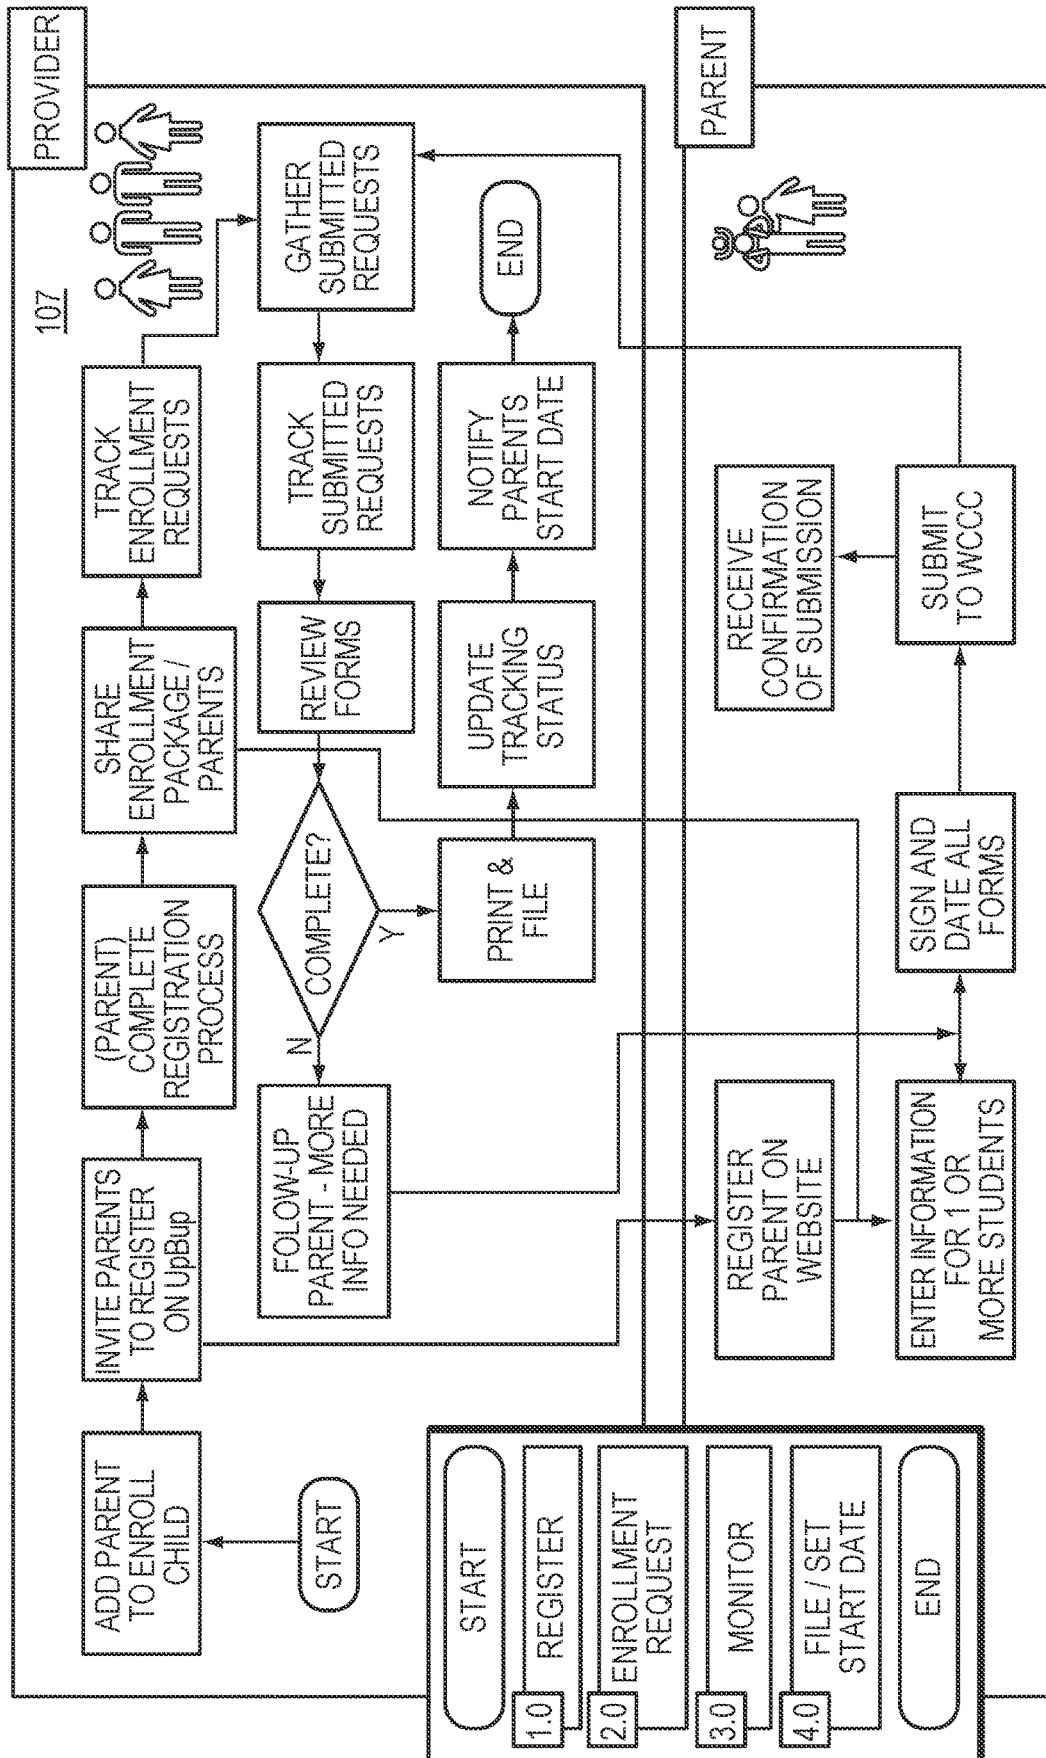 PROVIDER
107
ADD PARENT
TO ENROLL
CHILD
INVITE PARENTS
TO REGISTER
ON UpBup
(PARENT)
COMPLETE
REGISTRATION
PROCESS
SHARE
ENROLLMENT
PACKAGE /
PARENTS
TRACK
ENROLLMENT
REQUESTS
START
FOLLOW-UP
PARENT - MORE
INFO NEEDED
N
COMPLETE?
Y
REVIEW
FORMS
TRACK
SUBMITTED
REQUESTS
GATHER
SUBMITTED
REQUESTS
PRINT &
FILE
UPDATE
TRACKING
STATUS
NOTIFY
PARENTS
START DATE
END
START
1.0
REGISTER
2.0
ENROLLMENT
REQUEST
3.0
MONITOR
4.0
FILE / SET
START DATE
END
PARENT
REGISTER
PARENT ON
WEBSITE
RECEIVE
CONFIRMATION
OF SUBMISSION
ENTER INFORMATION
FOR 1 OR
MORE STUDENTS
SIGN AND
DATE ALL
FORMS
SUBMIT
TO WCCC